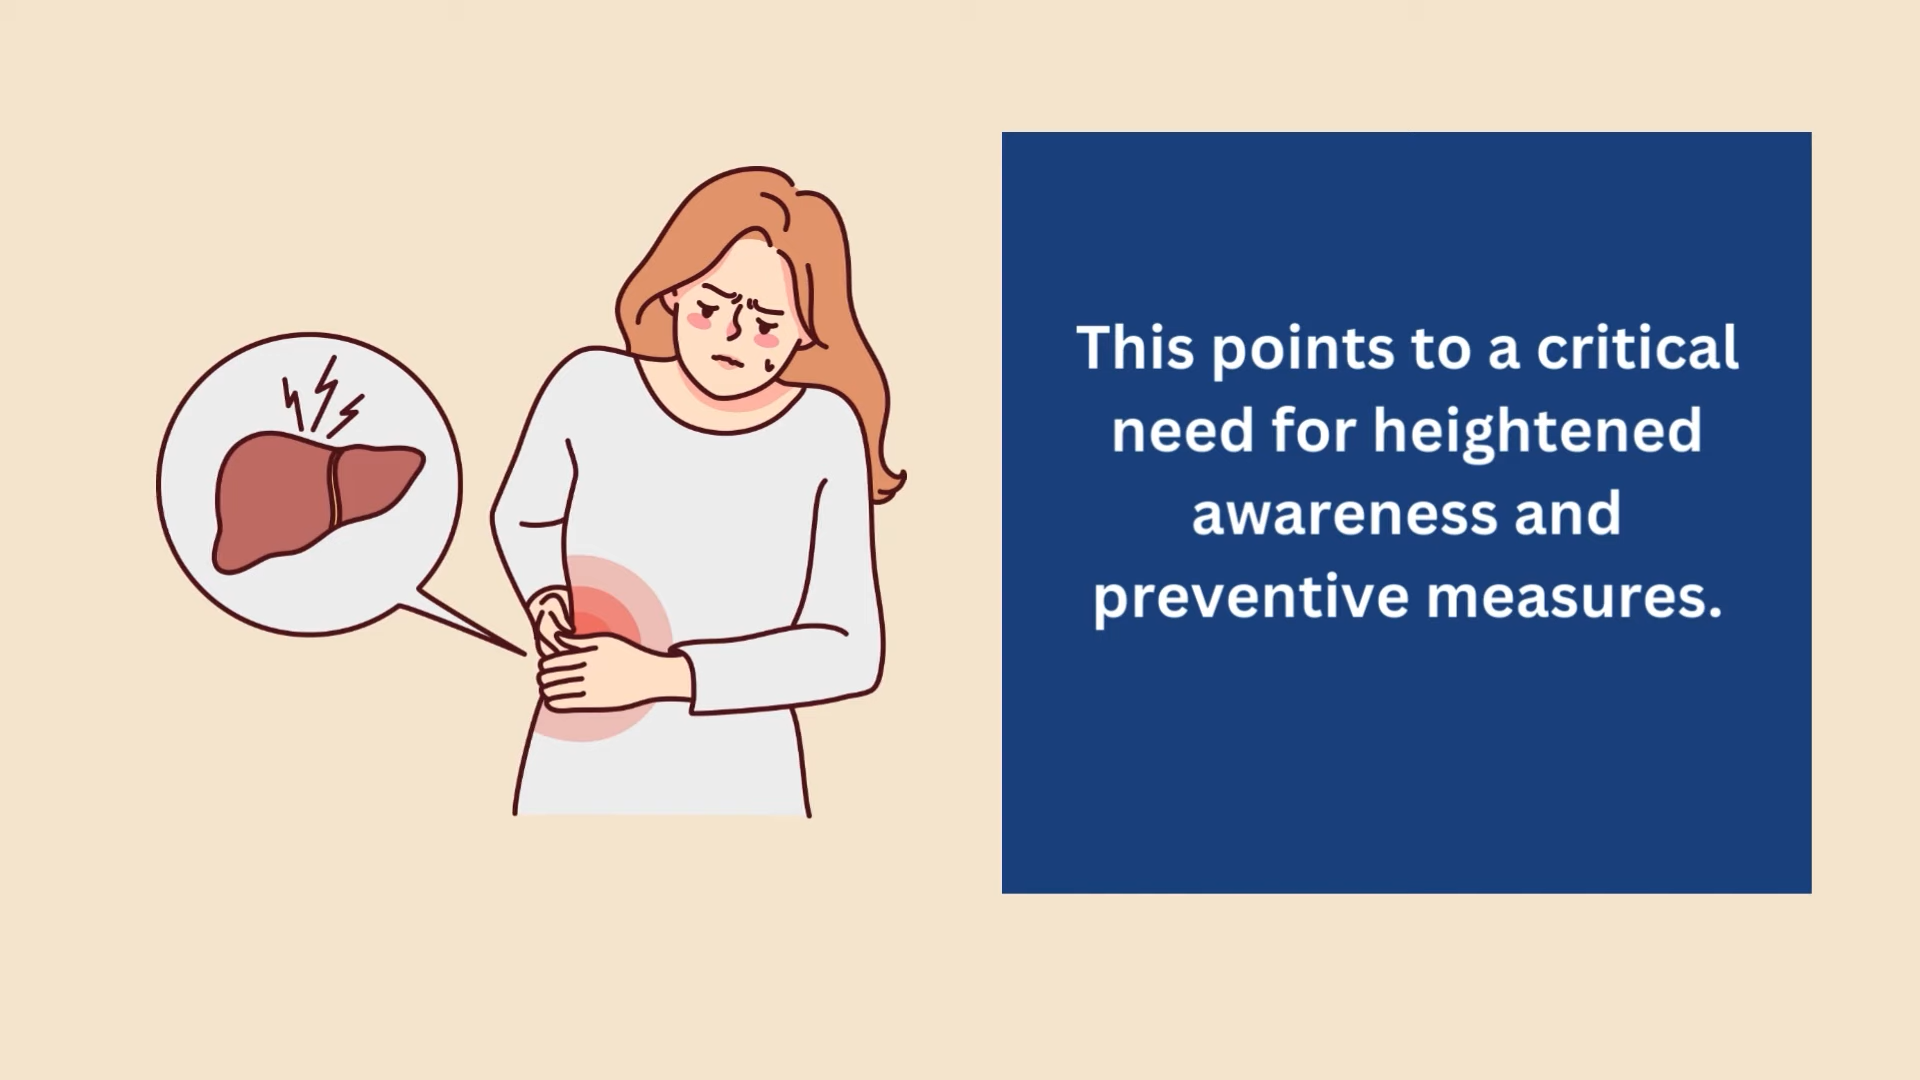 This points to a critical
need for heightened
awareness and
preventive measures.